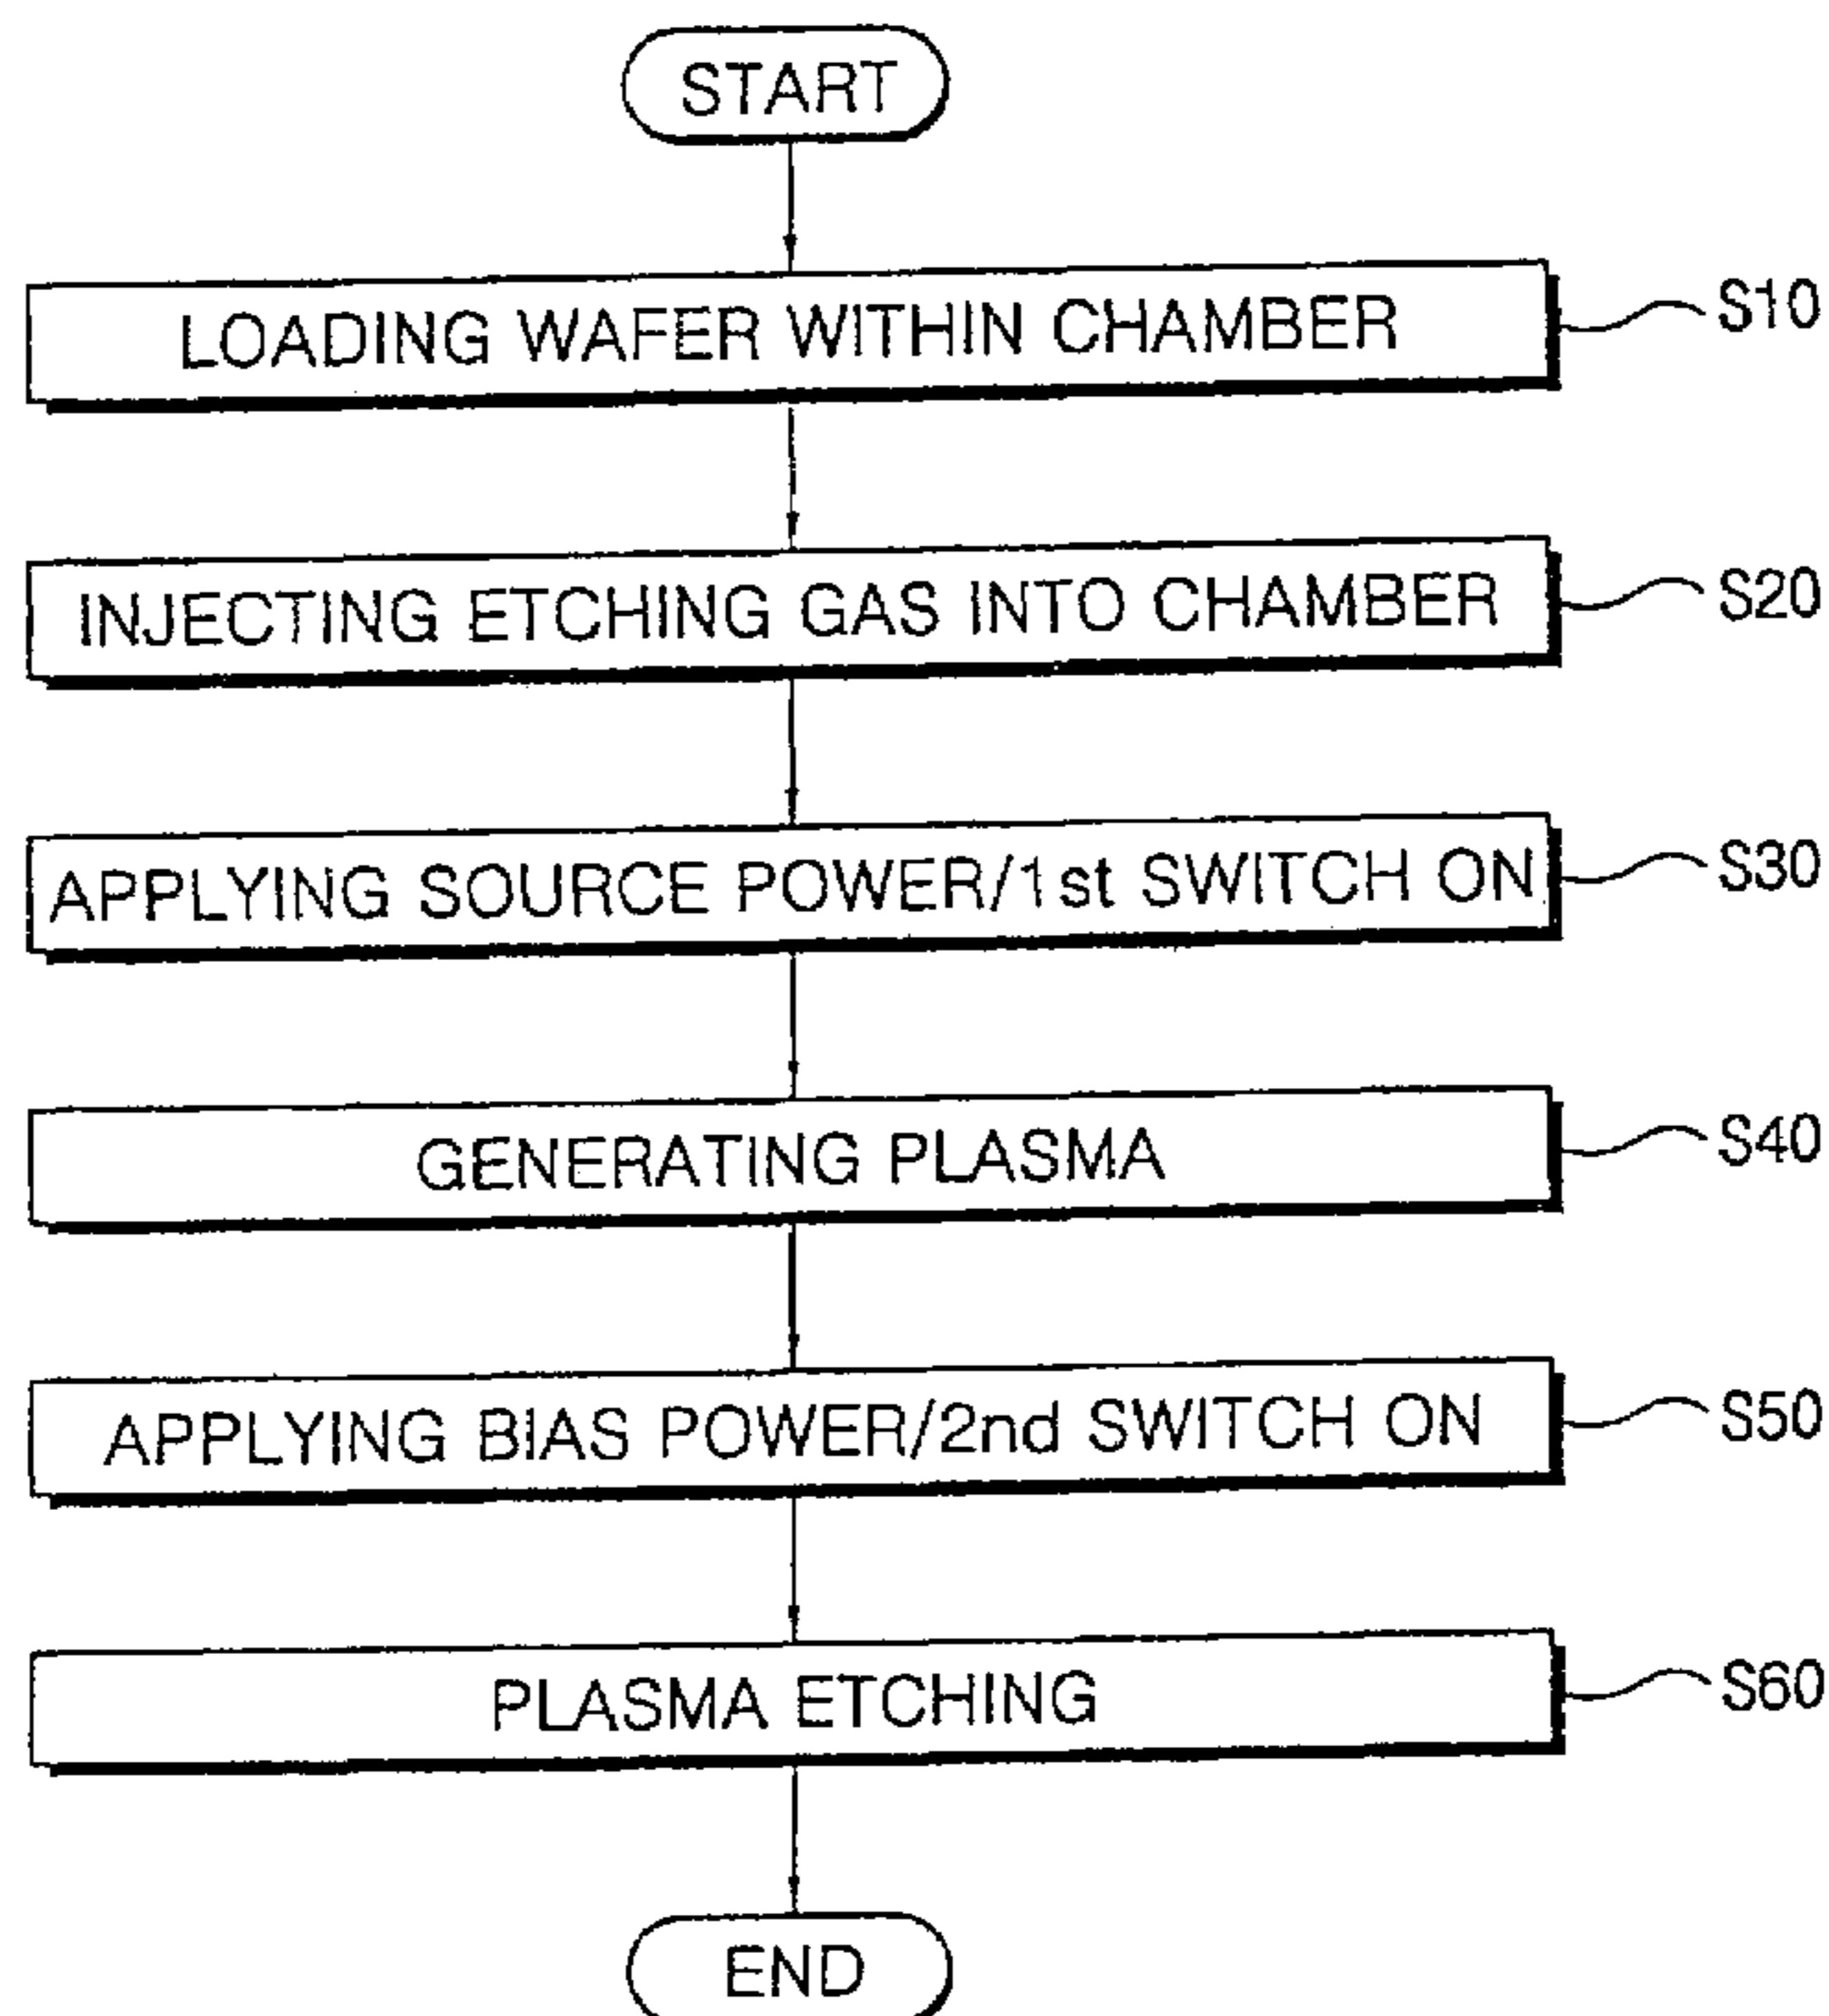 START
LOADING WAFER WITHIN CHAMBER
S10
INJECTING ETCHING GAS INTO CHAMBER
S20
APPLYING SOURCE POWER/1st SWITCH ON
S30
GENERATING PLASMA
S40
APPLYING BIAS POWER/2nd SWITCH ON
S50
PLASMA ETCHING
S60
END